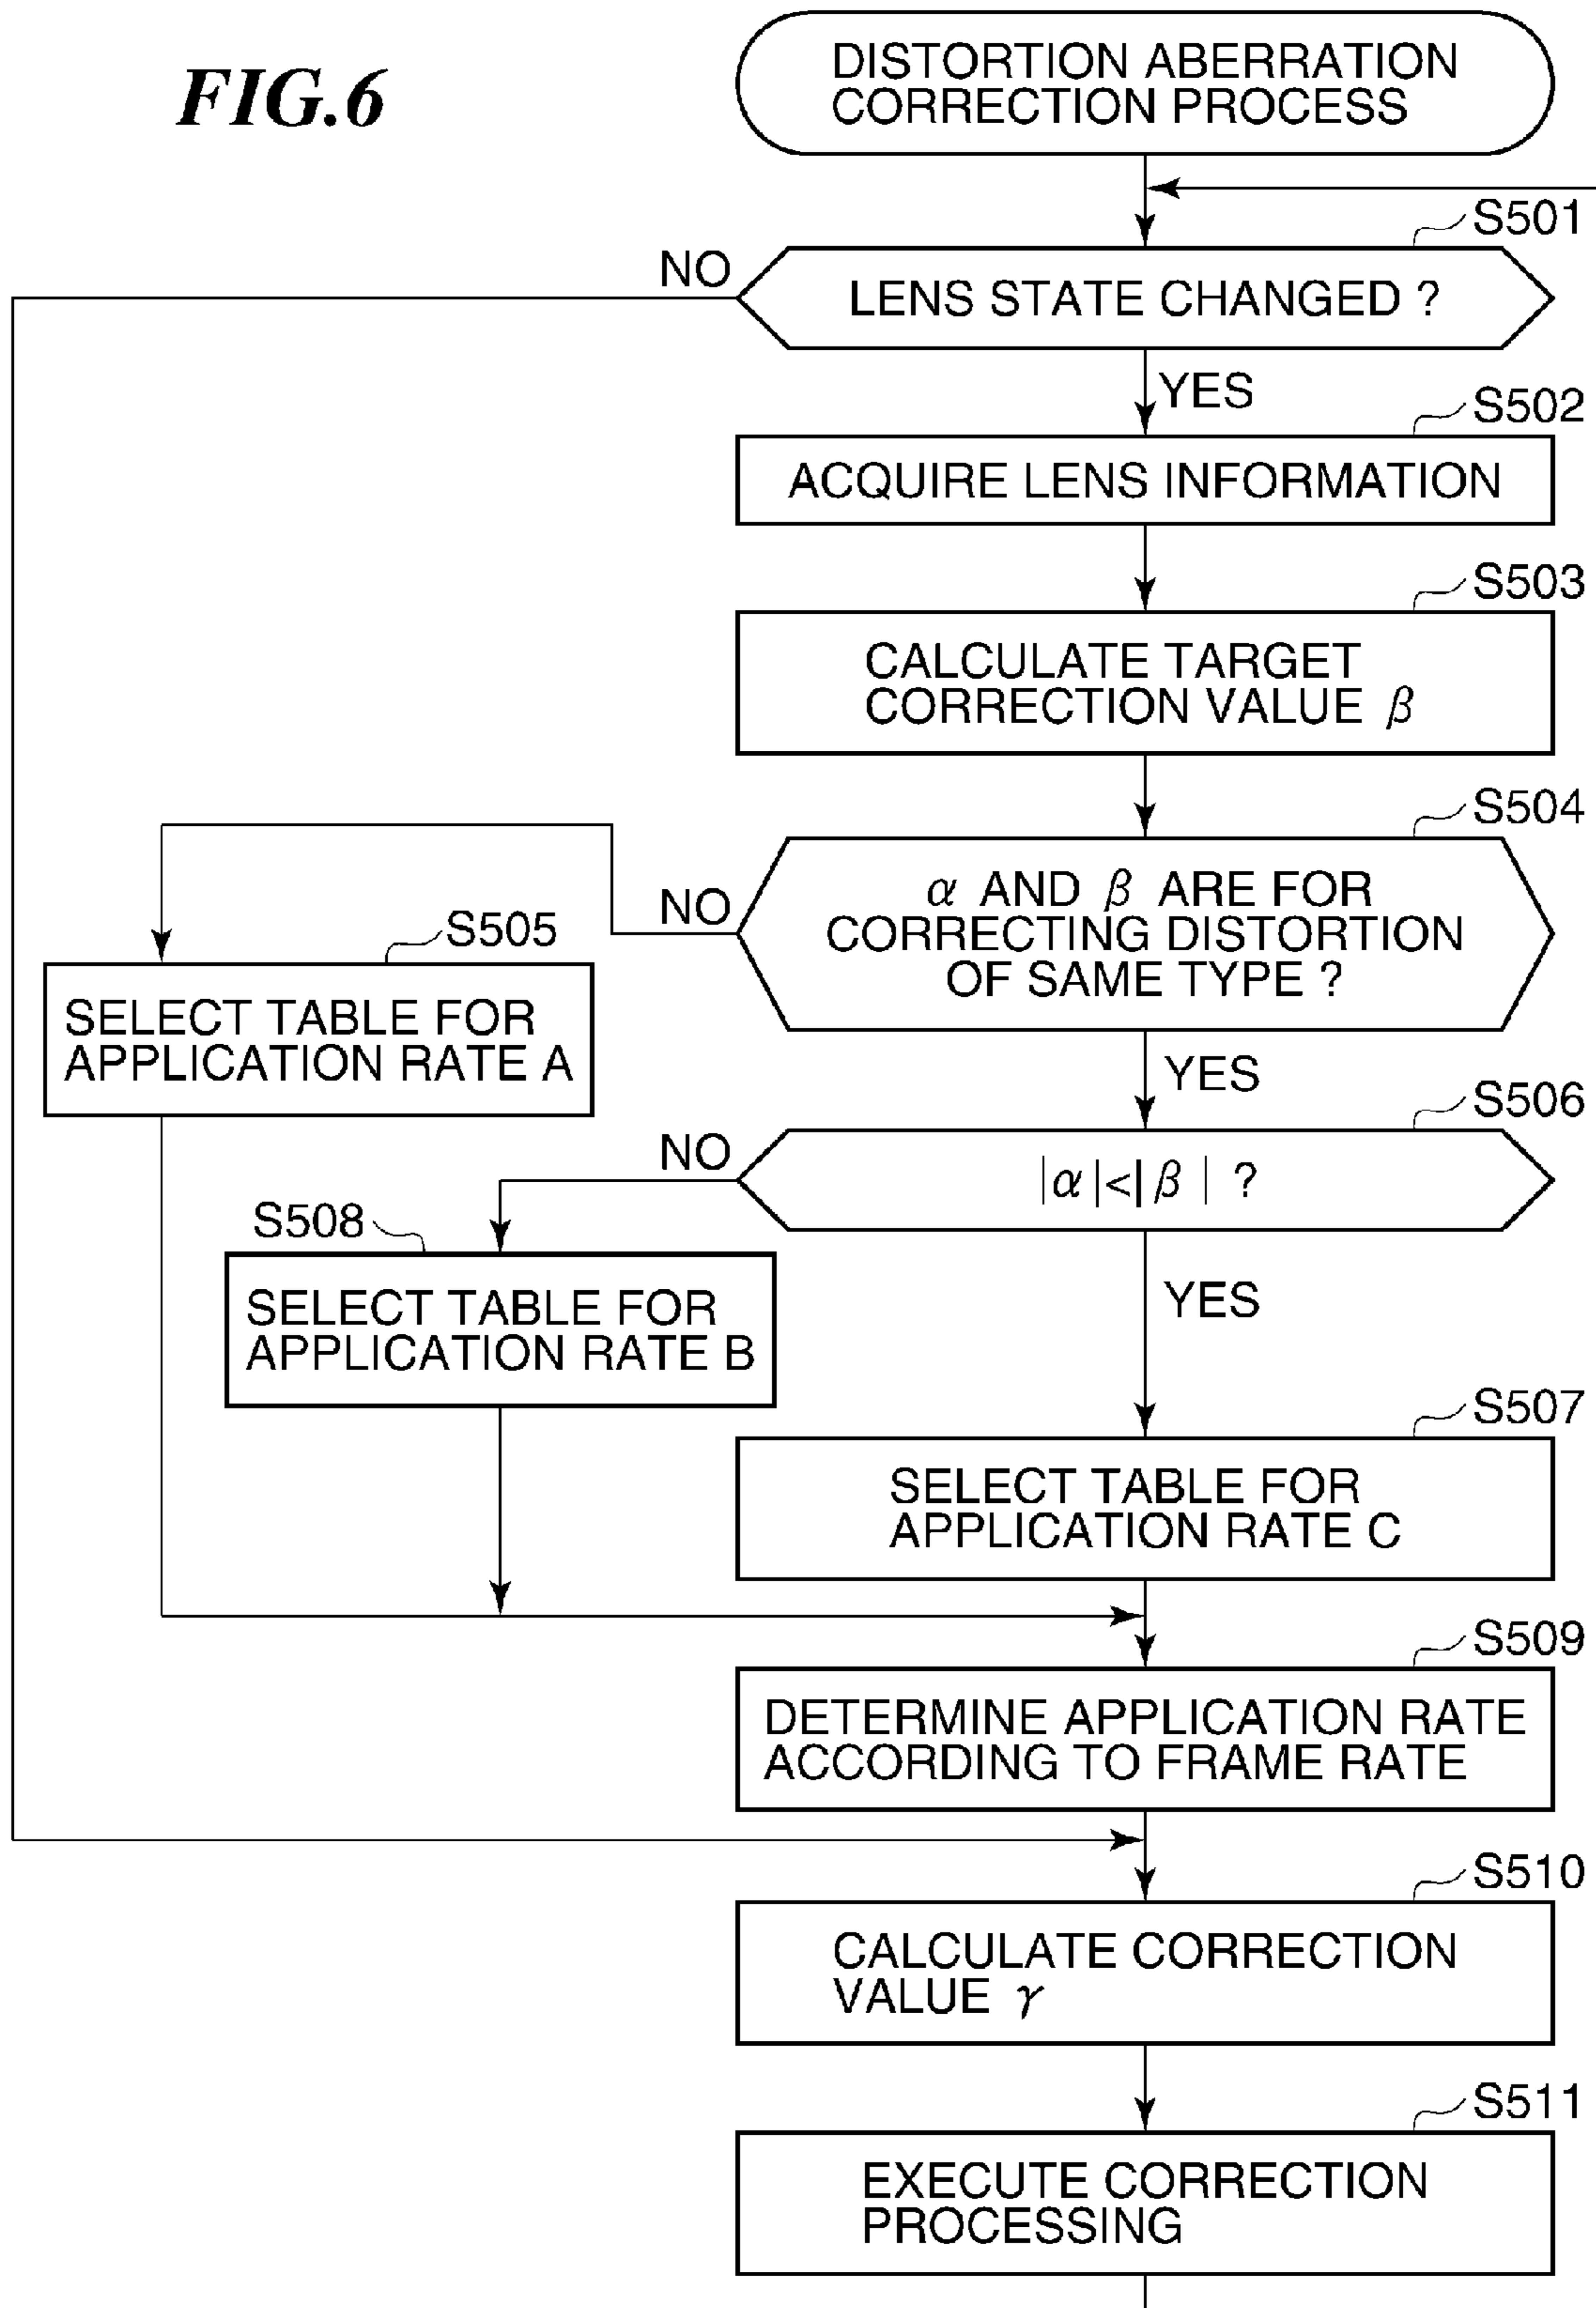 FIG.6
DISTORTION ABERRATION
CORRECTION PROCESS
S501
NO
LENS STATE CHANGED ?
YES
S502
ACQUIRE LENS INFORMATION
S503
CALCULATE TARGET
CORRECTION VALUE β
S504
NO
α AND β ARE FOR
CORRECTING DISTORTION
OF SAME TYPE ?
S505
SELECT TABLE FOR
APPLICATION RATE A
YES
S506
NO
|α|<|β| ?
S508
SELECT TABLE FOR
APPLICATION RATE B
YES
S507
SELECT TABLE FOR
APPLICATION RATE C
S509
DETERMINE APPLICATION RATE
ACCORDING TO FRAME RATE
S510
CALCULATE CORRECTION
VALUE γ
S511
EXECUTE CORRECTION
PROCESSING